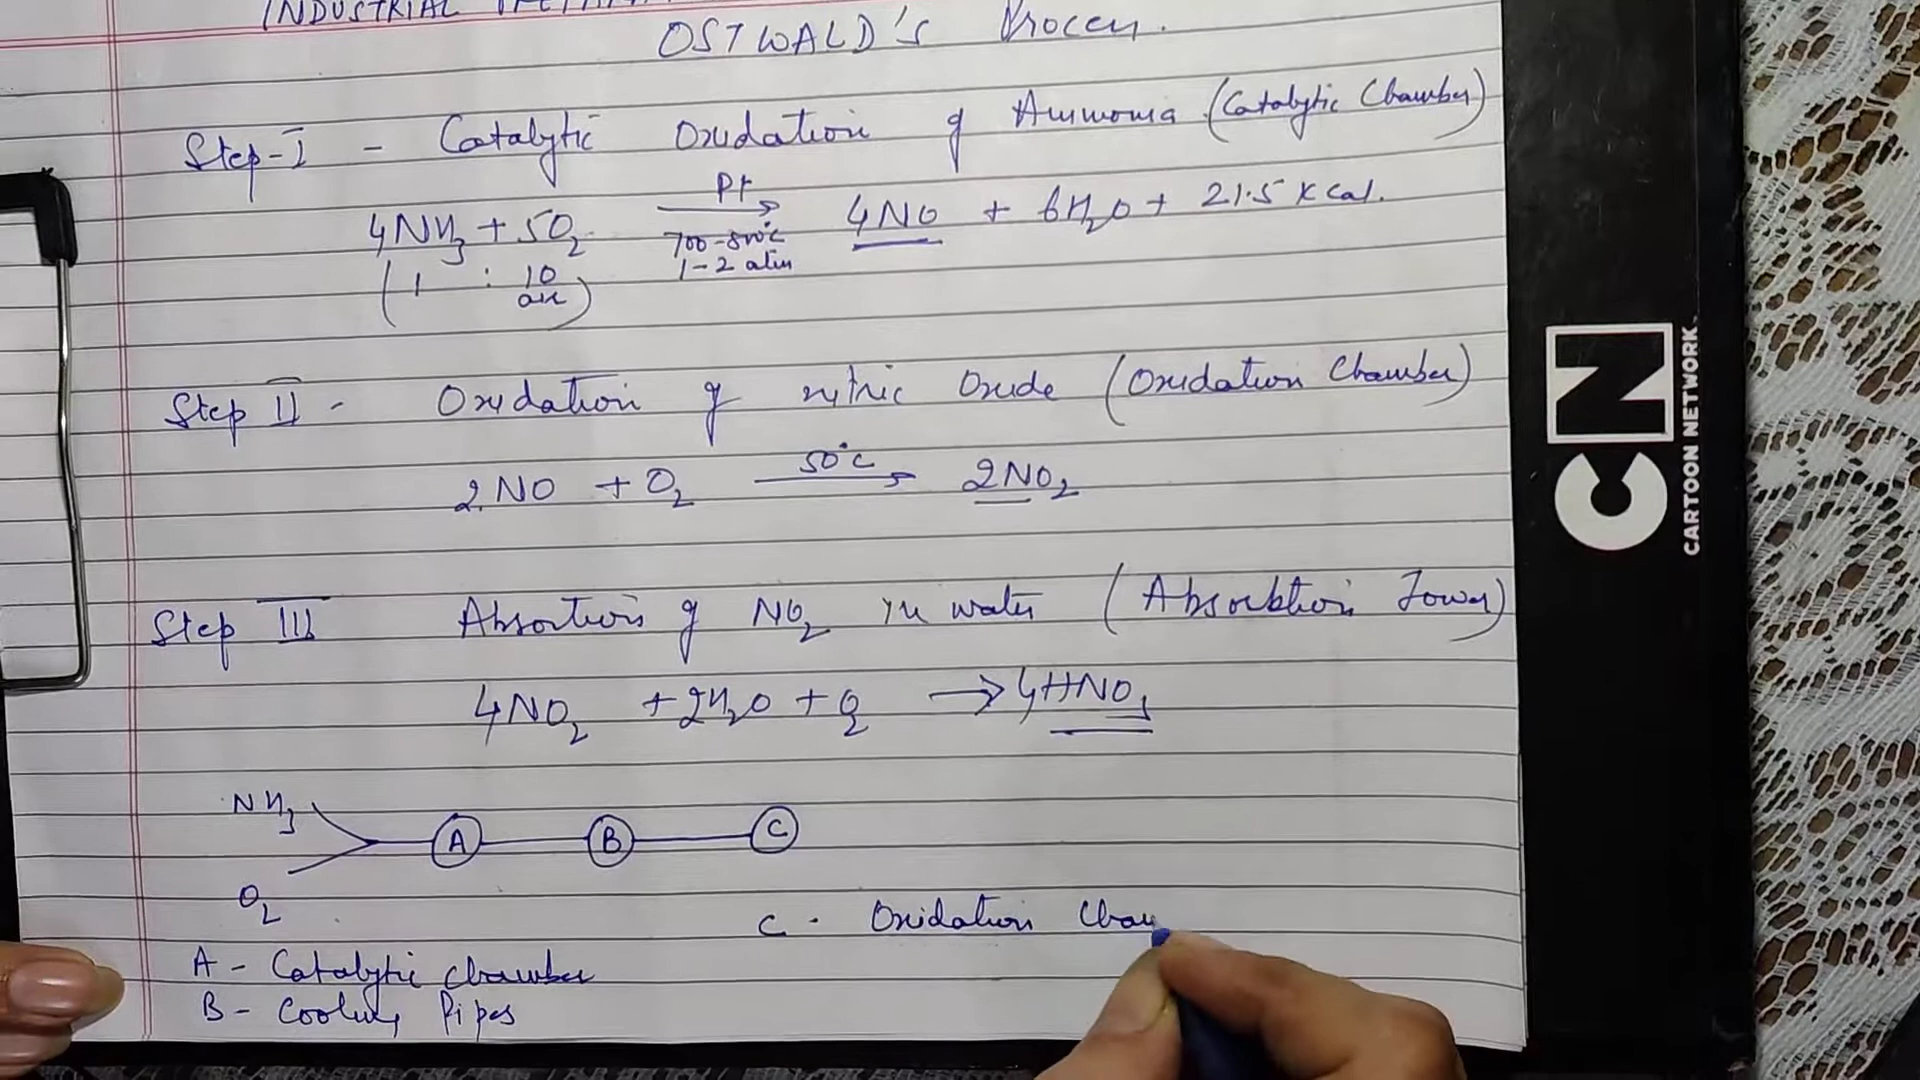 INDUSTRIAL
OSTWALD'S Process.
Step-I - Catalytic Oxidation of Ammonia (Catalytic Chamber)
4NH3 + 5O2 Pt 700-800°C 1-2 atm 4NO + 6H2O + 21.5 K Cal.
(1 : 10 air)
Step II - Oxidation of nitric Oxide (Oxidation Chamber)
2NO + O2 50°C → 2NO2
Step III Absortion of NO2 in water (Absorbtion Tower)
4NO2 + 2H2O + O2 → 4HNO3
NH3
A B C
O2
C - Oxidation Cham
A - Catalytic Chamber
B - Cooling Pipes
CN
CARTOON NETWORK